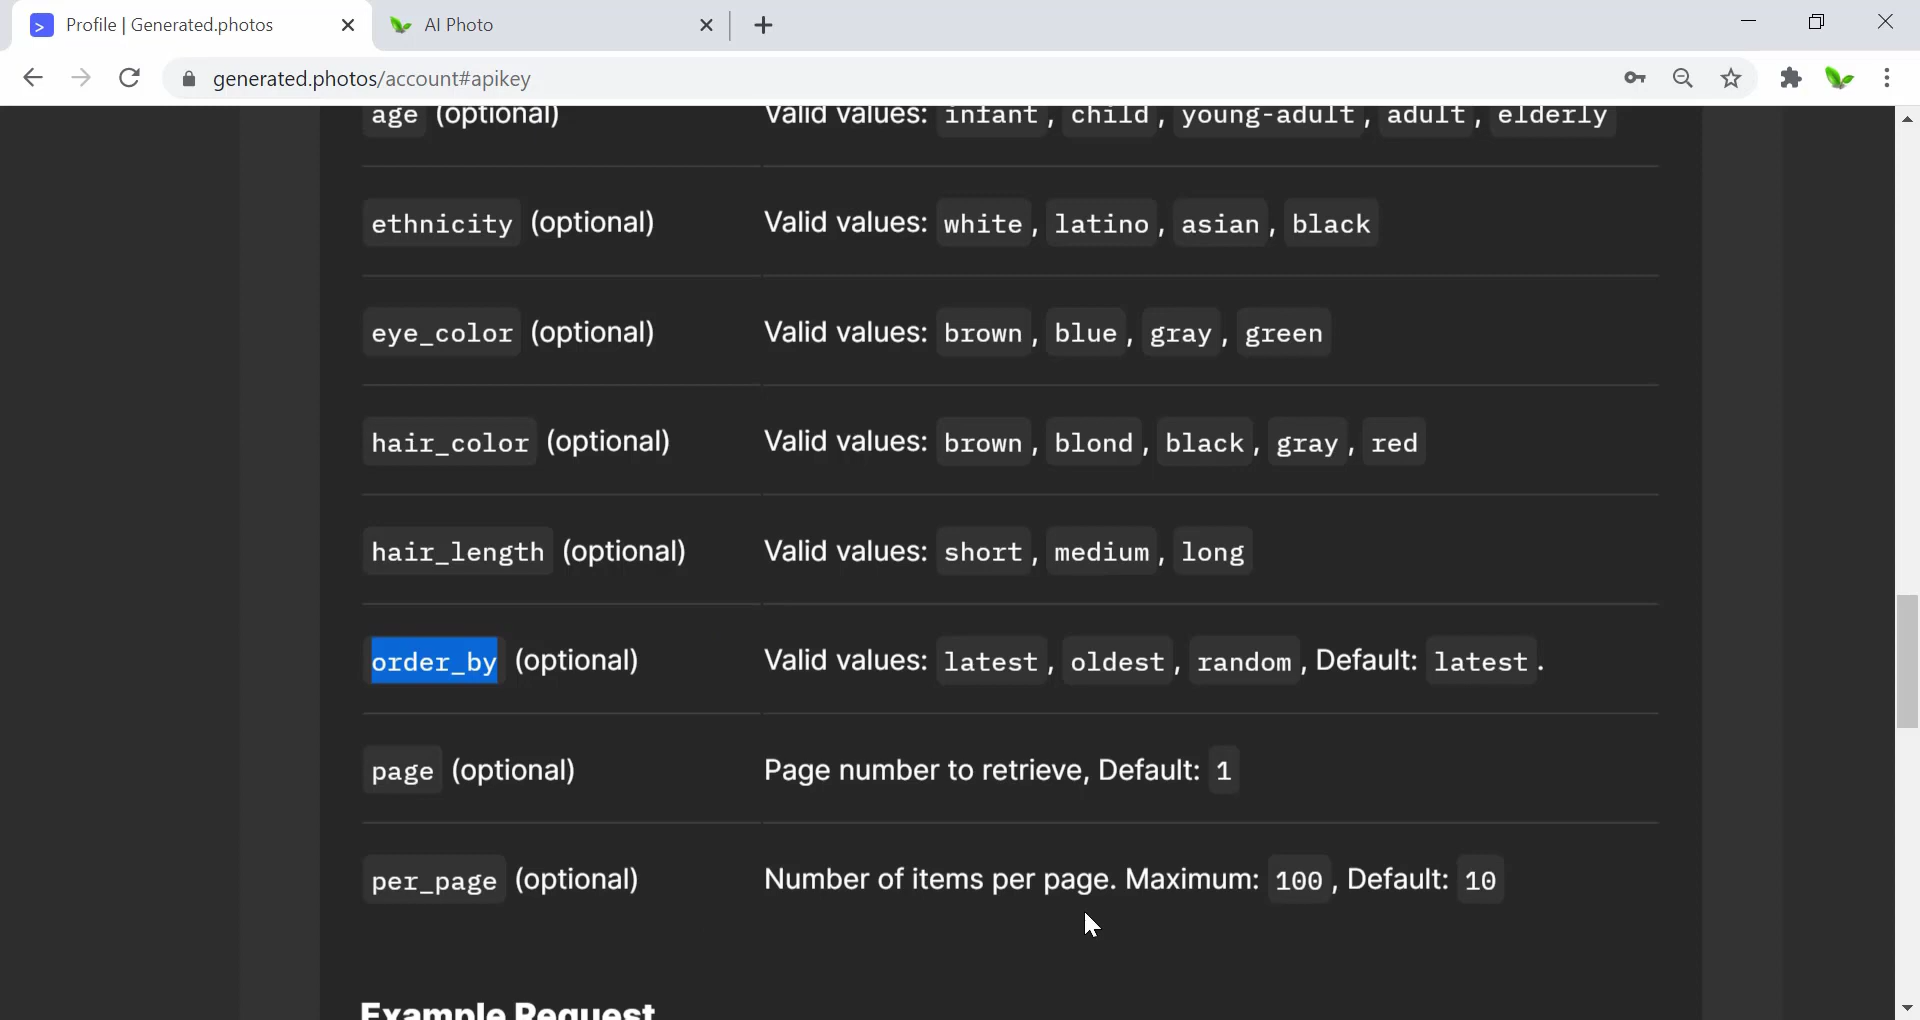 Profile | Generated.photos
AI Photo
generated.photos/account#apikey
age (optional) Valid values: infant, child, young-adult, adult, elderly
ethnicity (optional) Valid values: white, latino, asian, black
eye_color (optional) Valid values: brown, blue, gray, green
hair_color (optional) Valid values: brown, blond, black, gray, red
hair_length (optional) Valid values: short, medium, long
order_by (optional) Valid values: latest, oldest, random, Default: latest.
page (optional) Page number to retrieve, Default: 1
per_page (optional) Number of items per page. Maximum: 100, Default: 10
Example Request